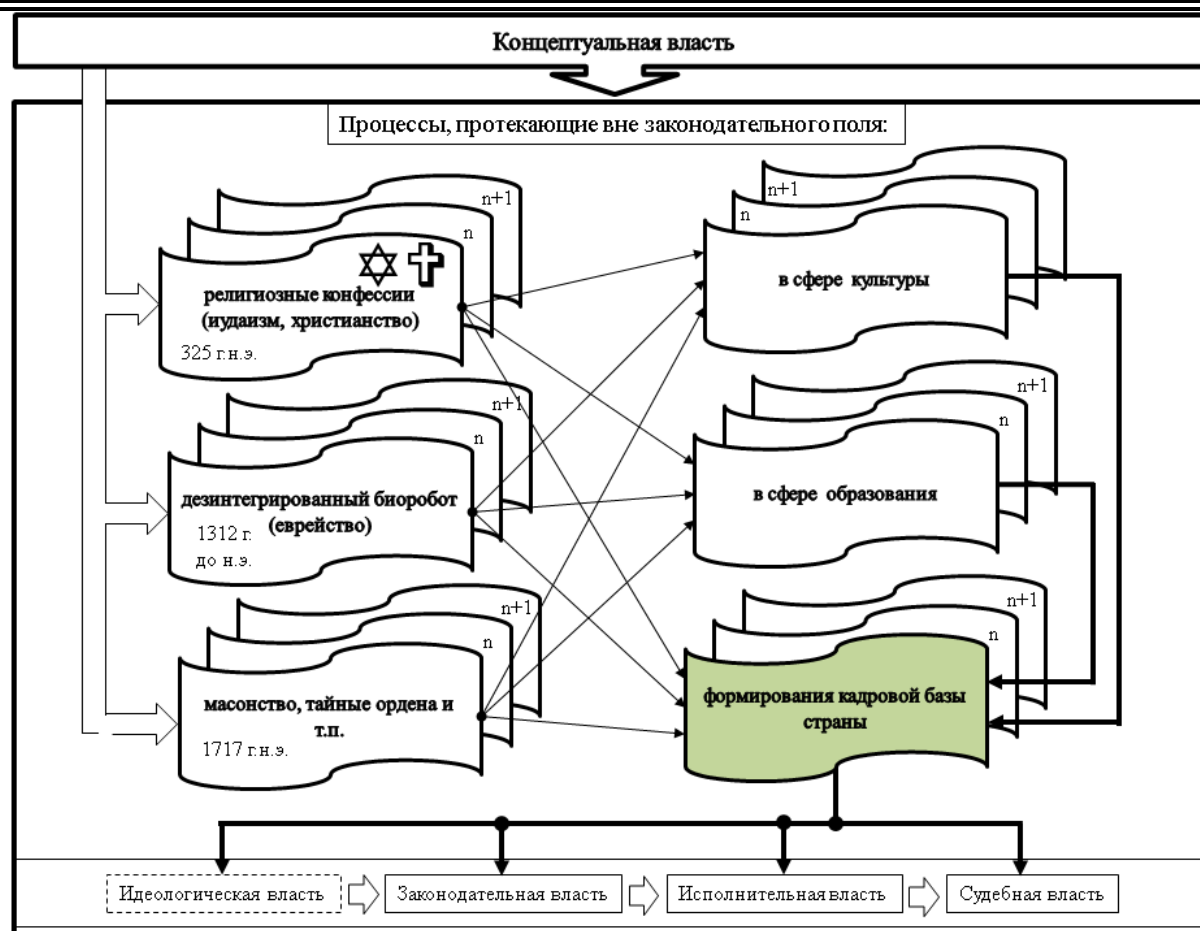 Концептуальная власть
Процессы, протекающие вне законодательного поля:
n+1
n
религиозные конфессии
(иудаизм, христианство)
325 г.н.э.
n+1
n
в сфере культуры
n+1
n
дезинтегрированный биоробот
(еврейство)
1312 г.
до н.э.
n+1
n
в сфере образования
n+1
n
масонство, тайные ордена и
т.п.
1717 г.н.э.
n+1
n
формирования кадровой базы
страны
Идеологическая власть
Законодательная власть
Исполнительная власть
Судебная власть